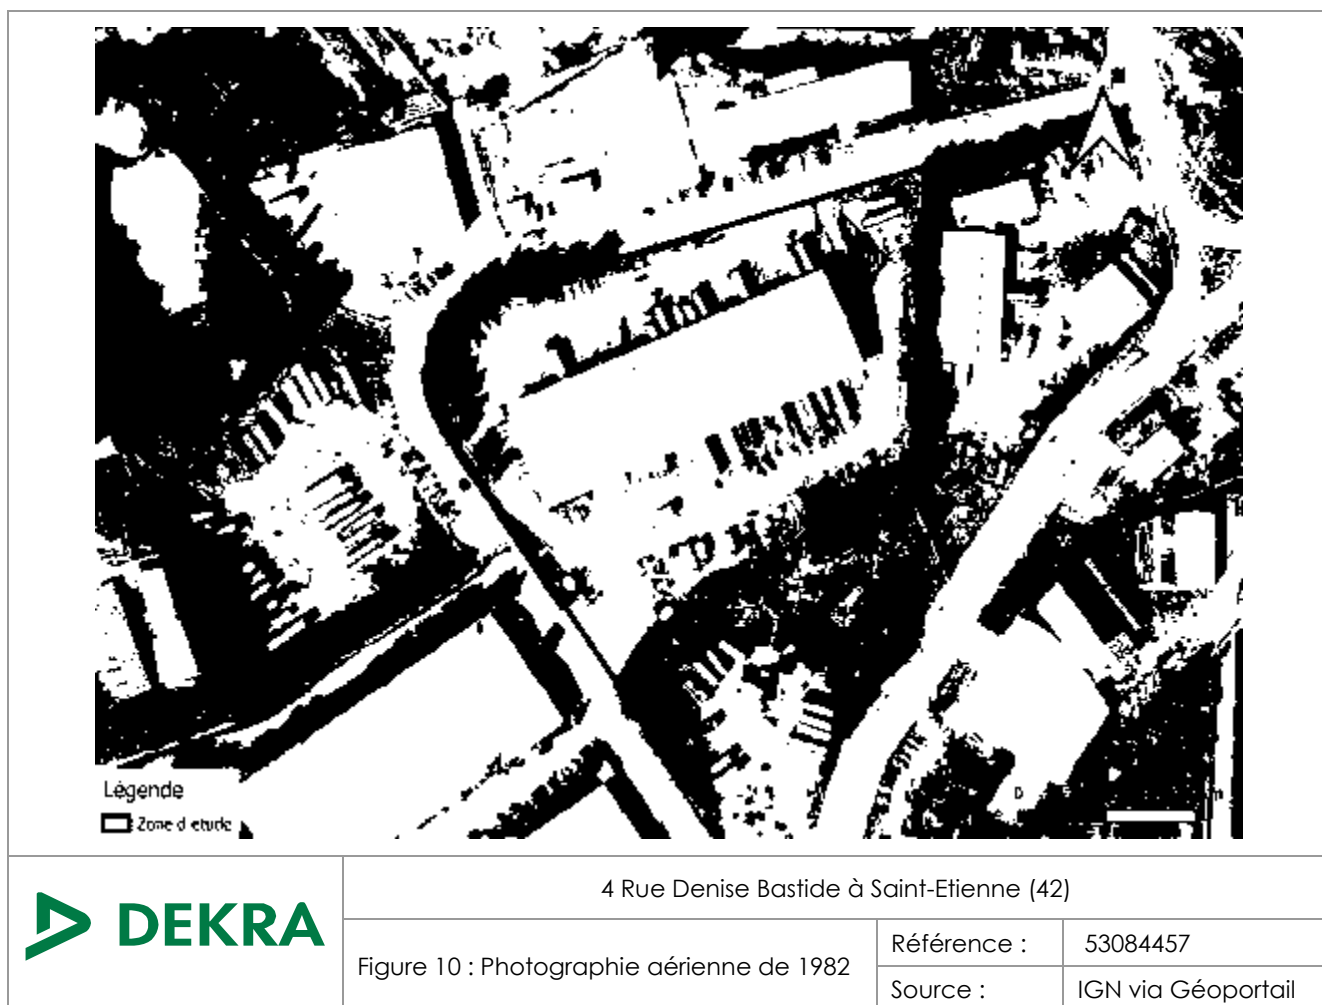 Légende
Zone d etude
4 Rue Denise Bastide à Saint-Etienne (42)
DEKRA
Figure 10 : Photographie aérienne de 1982
Référence :
53084457
Source :
IGN via Géoportail